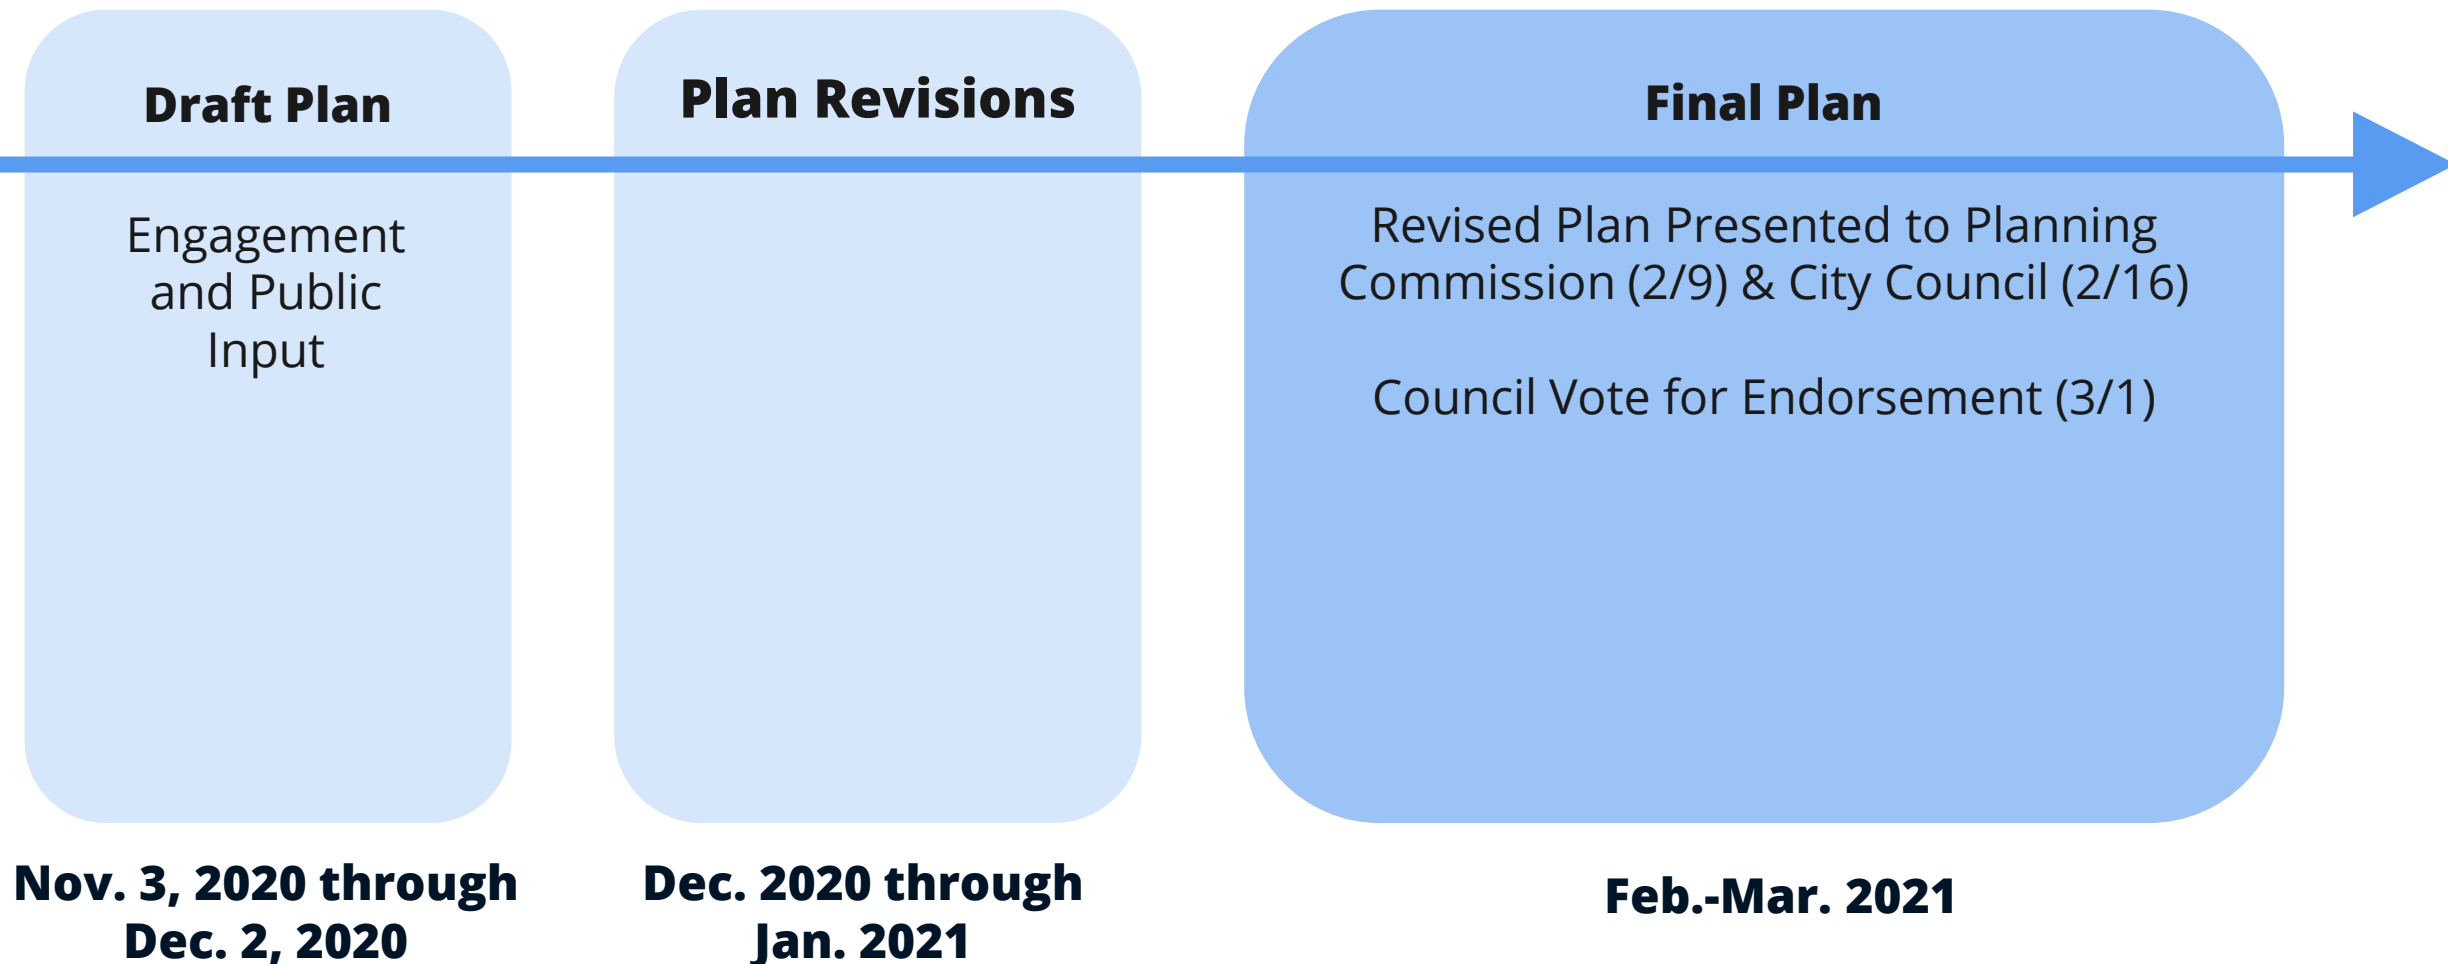 Draft Plan
Engagement
and Public
Input
Nov. 3, 2020 through
Dec. 2, 2020
Plan Revisions
Dec. 2020 through
Jan. 2021
Final Plan
Revised Plan Presented to Planning
Commission (2/9) & City Council (2/16)
Council Vote for Endorsement (3/1)
Feb.-Mar. 2021